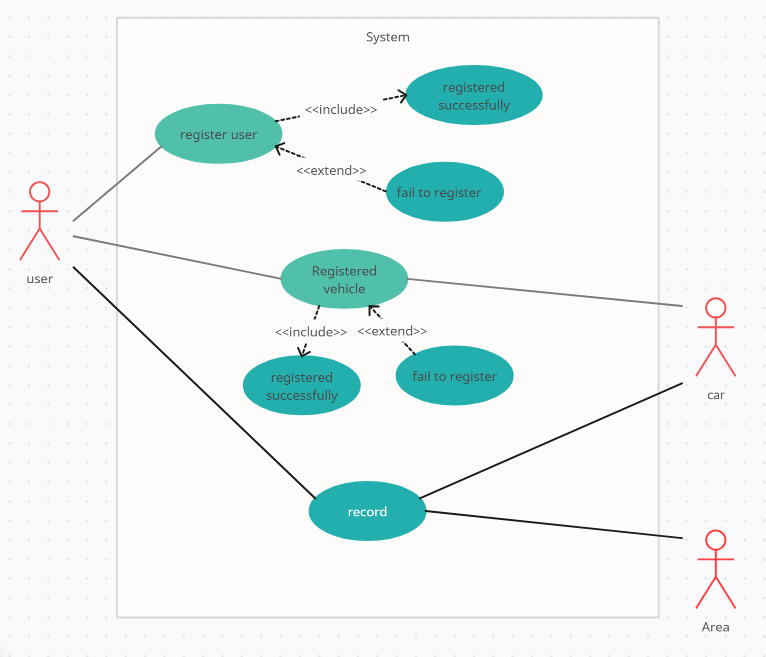 System
registered
successfully
<<include>>
register user
<<extend>>
fail to register
user
Registered
vehicle
<<include>>
<<extend>>
registered
successfully
fail to register
car
record
Area